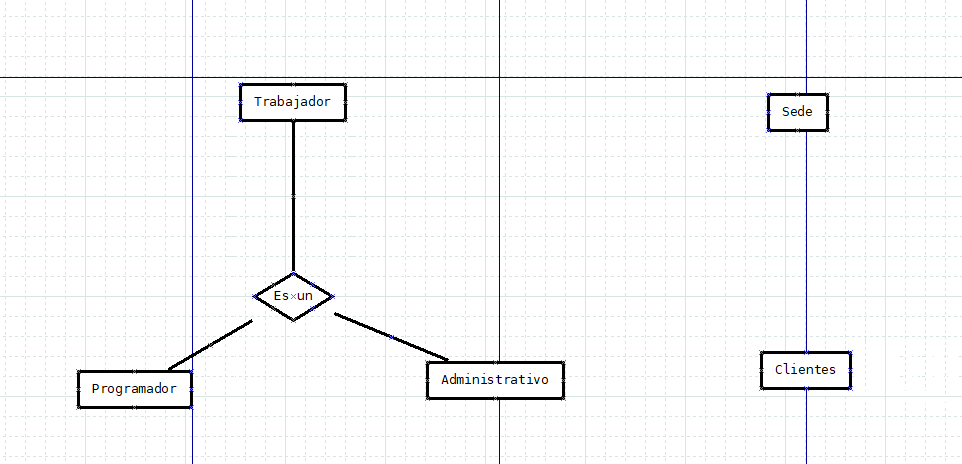 Trabajador
Sede
Es un
Programador
Administrativo
Clientes